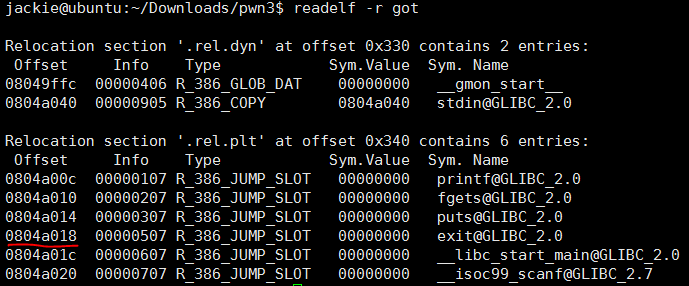 jackie@ubuntu:~/Downloads/pwn3$ readelf -r got
Relocation section '.rel.dyn' at offset 0x330 contains 2 entries:
Offset Info Type Sym.Value Sym. Name
08049ffc 00000406 R_386_GLOB_DAT 00000000 __gmon_start__
0804a040 00000905 R_386_COPY 0804a040 stdin@GLIBC_2.0
Relocation section '.rel.plt' at offset 0x340 contains 6 entries:
Offset Info Type Sym.Value Sym. Name
0804a00c 00000107 R_386_JUMP_SLOT 00000000 printf@GLIBC_2.0
0804a010 00000207 R_386_JUMP_SLOT 00000000 fgets@GLIBC_2.0
0804a014 00000307 R_386_JUMP_SLOT 00000000 puts@GLIBC_2.0
0804a018 00000507 R_386_JUMP_SLOT 00000000 exit@GLIBC_2.0
0804a01c 00000607 R_386_JUMP_SLOT 00000000 __libc_start_main@GLIBC_2.0
0804a020 00000707 R_386_JUMP_SLOT 00000000 __isoc99_scanf@GLIBC_2.7